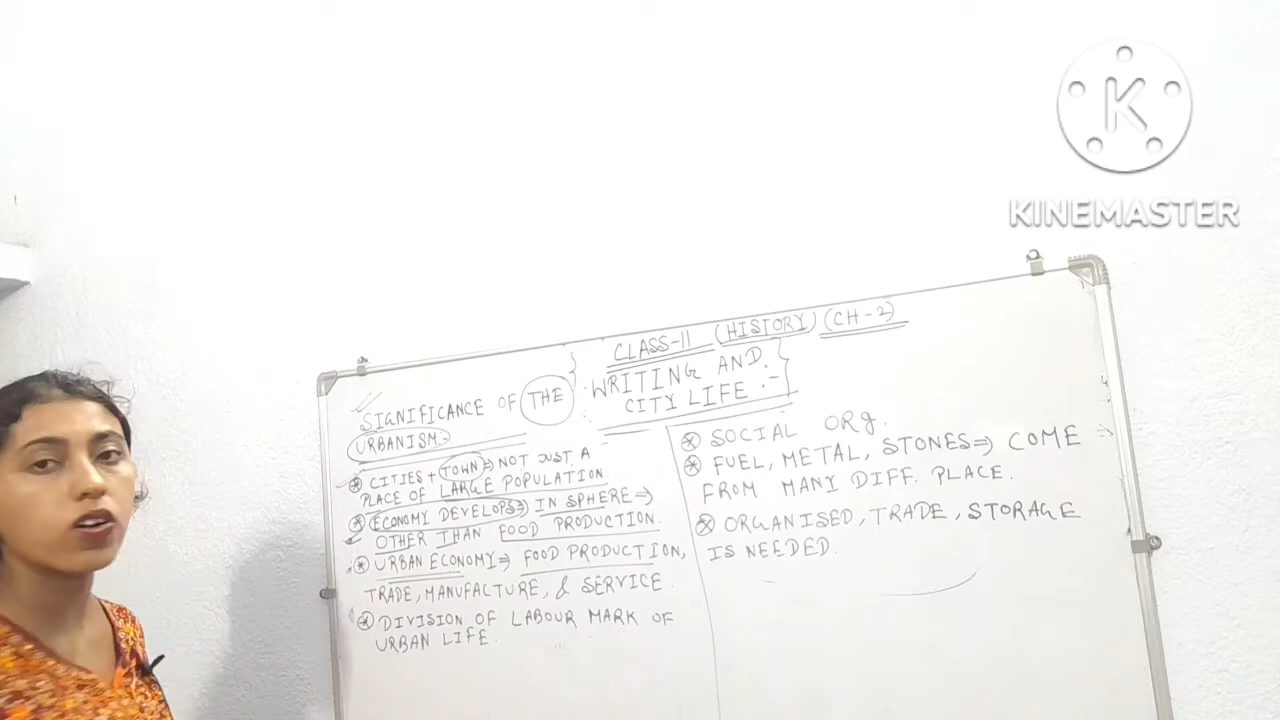 KINEMASTER
CLASS-11 (HISTORY) (CH-2)
WRITING AND
CITY LIFE :-
SIGNIFICANCE OF THE
URBANISM:-
CITIES + TOWN ⇒ NOT JUST A
PLACE OF LARGE POPULATION.
ECONOMY DEVELOPS ⇒ IN SPHERE ⇒
OTHER THAN FOOD PRODUCTION.
URBAN ECONOMY ⇒ FOOD PRODUCTION,
TRADE, MANUFACTURE, & SERVICE.
DIVISION OF LABOUR MARK OF
URBAN LIFE.
SOCIAL ORG.
FUEL, METAL, STONES ⇒ COME
FROM MANY DIFF. PLACE.
ORGANISED, TRADE, STORAGE
IS NEEDED.